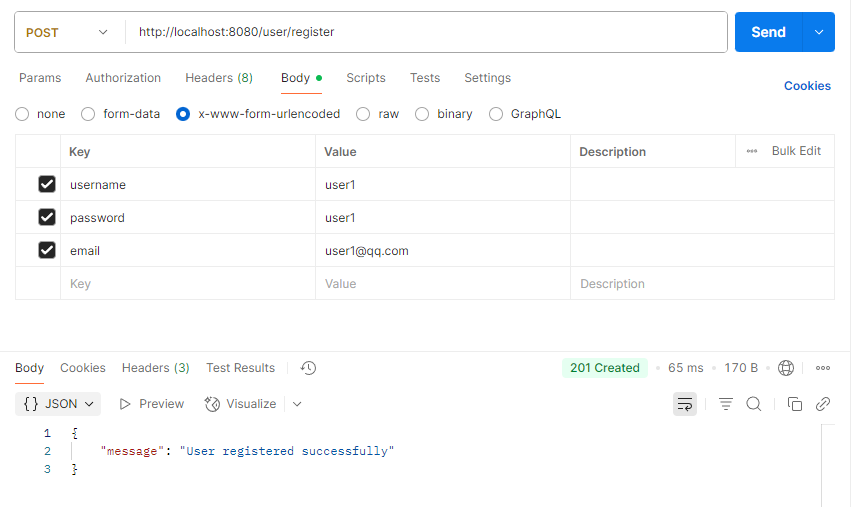 POST http://localhost:8080/user/register Send
Params Authorization Headers (8) Body Scripts Tests Settings Cookies
none form-data x-www-form-urlencoded raw binary GraphQL
Key Value Description Bulk Edit
username user1
password user1
email user1@qq.com
Key Value Description
Body Cookies Headers (3) Test Results 201 Created 65 ms 170 B
{} JSON Preview Visualize
1 {
2 "message": "User registered successfully"
3 }